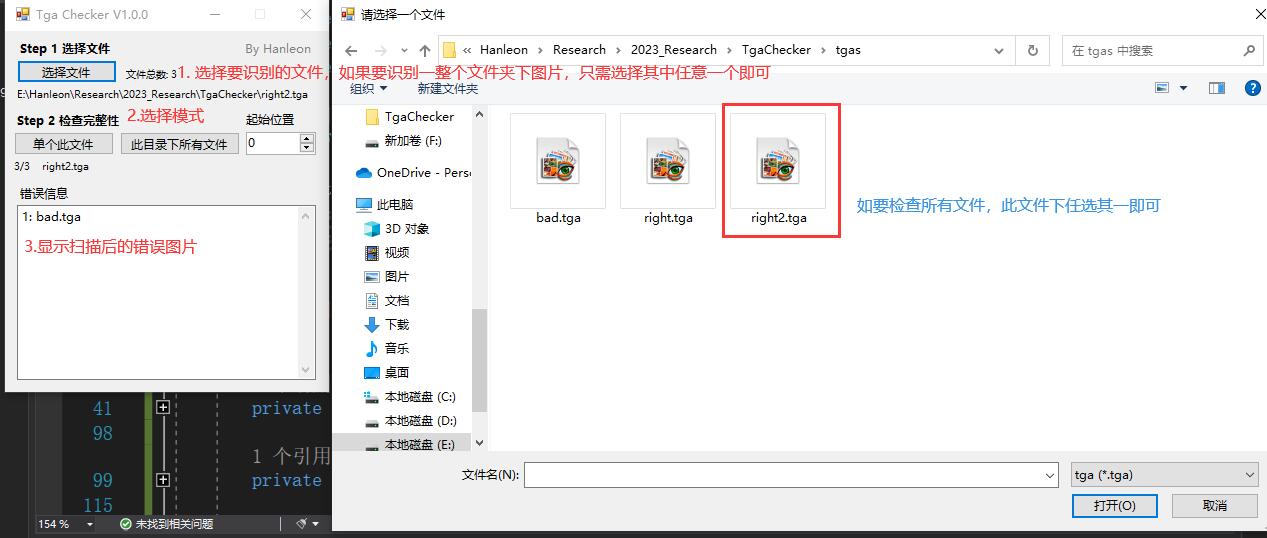 Tga Checker V1.0.0
Step 1 选择文件
By Hanleon
选择文件
文件总数: 3
1. 选择要识别的文件，如果要识别一整个文件夹下图片，只需选择其中任意一个即可
E:\Hanleon\Research\2023_Research\TgaChecker\right2.tga
Step 2 检查完整性
2.选择模式
起始位置
单个此文件
此目录下所有文件
0
3/3 right2.tga
错误信息
1: bad.tga
3.显示扫描后的错误图片
41
private
98
1 个引用
99
private
115
154 %
未找到相关问题
请选择一个文件
« Hanleon › Research › 2023_Research › TgaChecker › tgas
在 tgas 中搜索
组织
新建文件夹
TgaChecker
新加卷 (F:)
OneDrive - Pers
此电脑
3D 对象
视频
图片
文档
下载
音乐
桌面
本地磁盘 (C:)
本地磁盘 (D:)
本地磁盘 (E:)
bad.tga
right.tga
right2.tga
如要检查所有文件，此文件下任选其一即可
文件名(N):
tga (*.tga)
打开(O)
取消